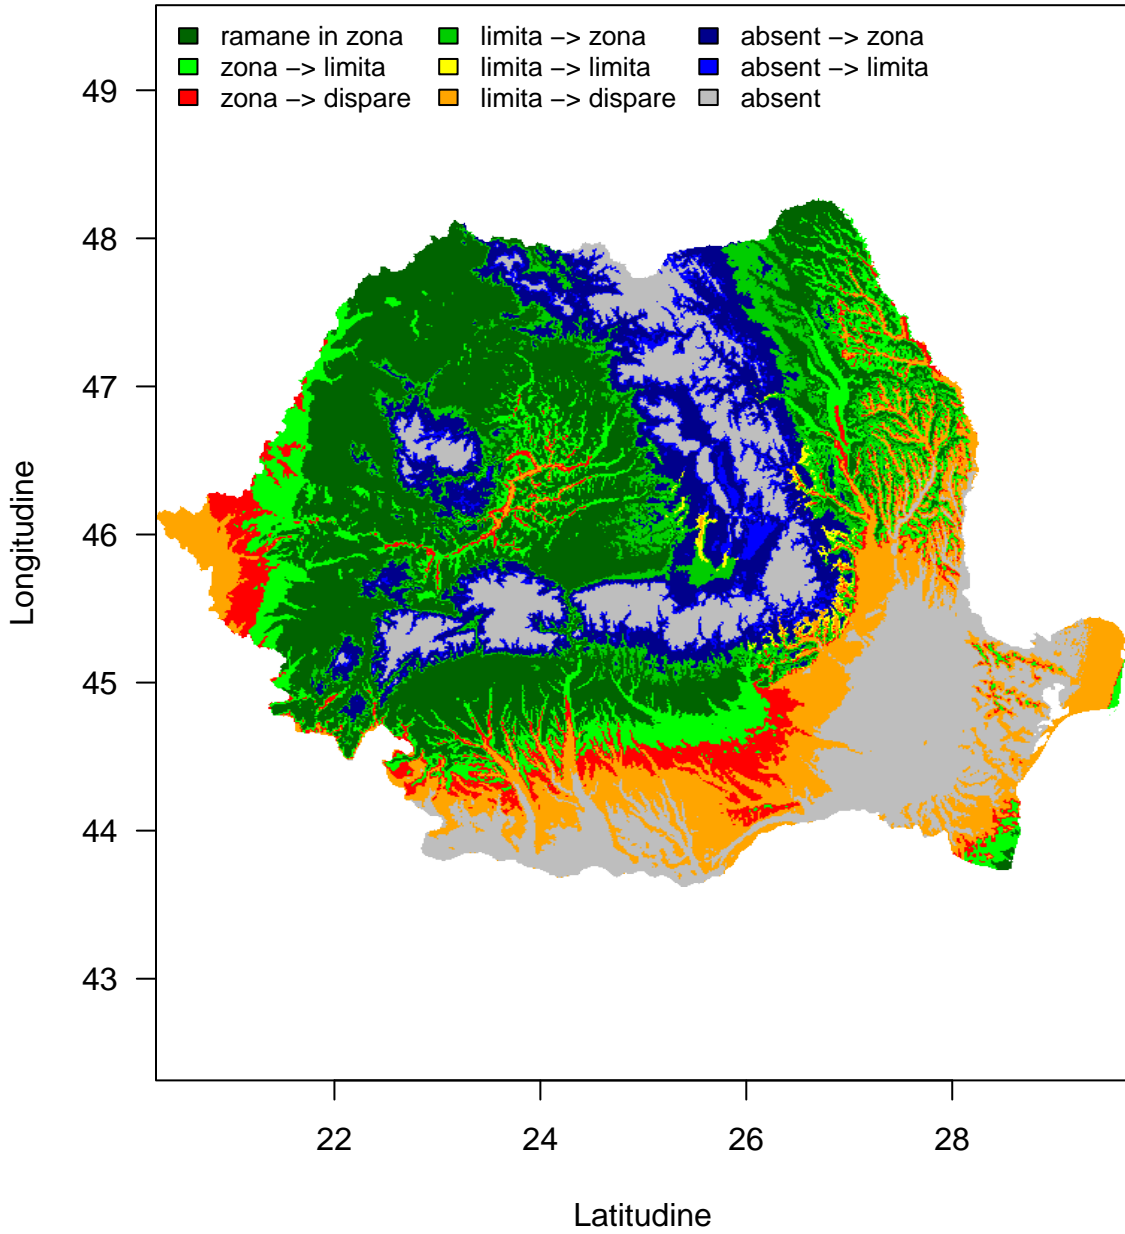 ramane in zona limita −> zona absent −> zona
zona −> limita limita −> limita absent −> limita
zona −> dispare limita −> dispare absent
49
48
47
46
45
44
43
Longitudine
22 24 26 28
Latitudine